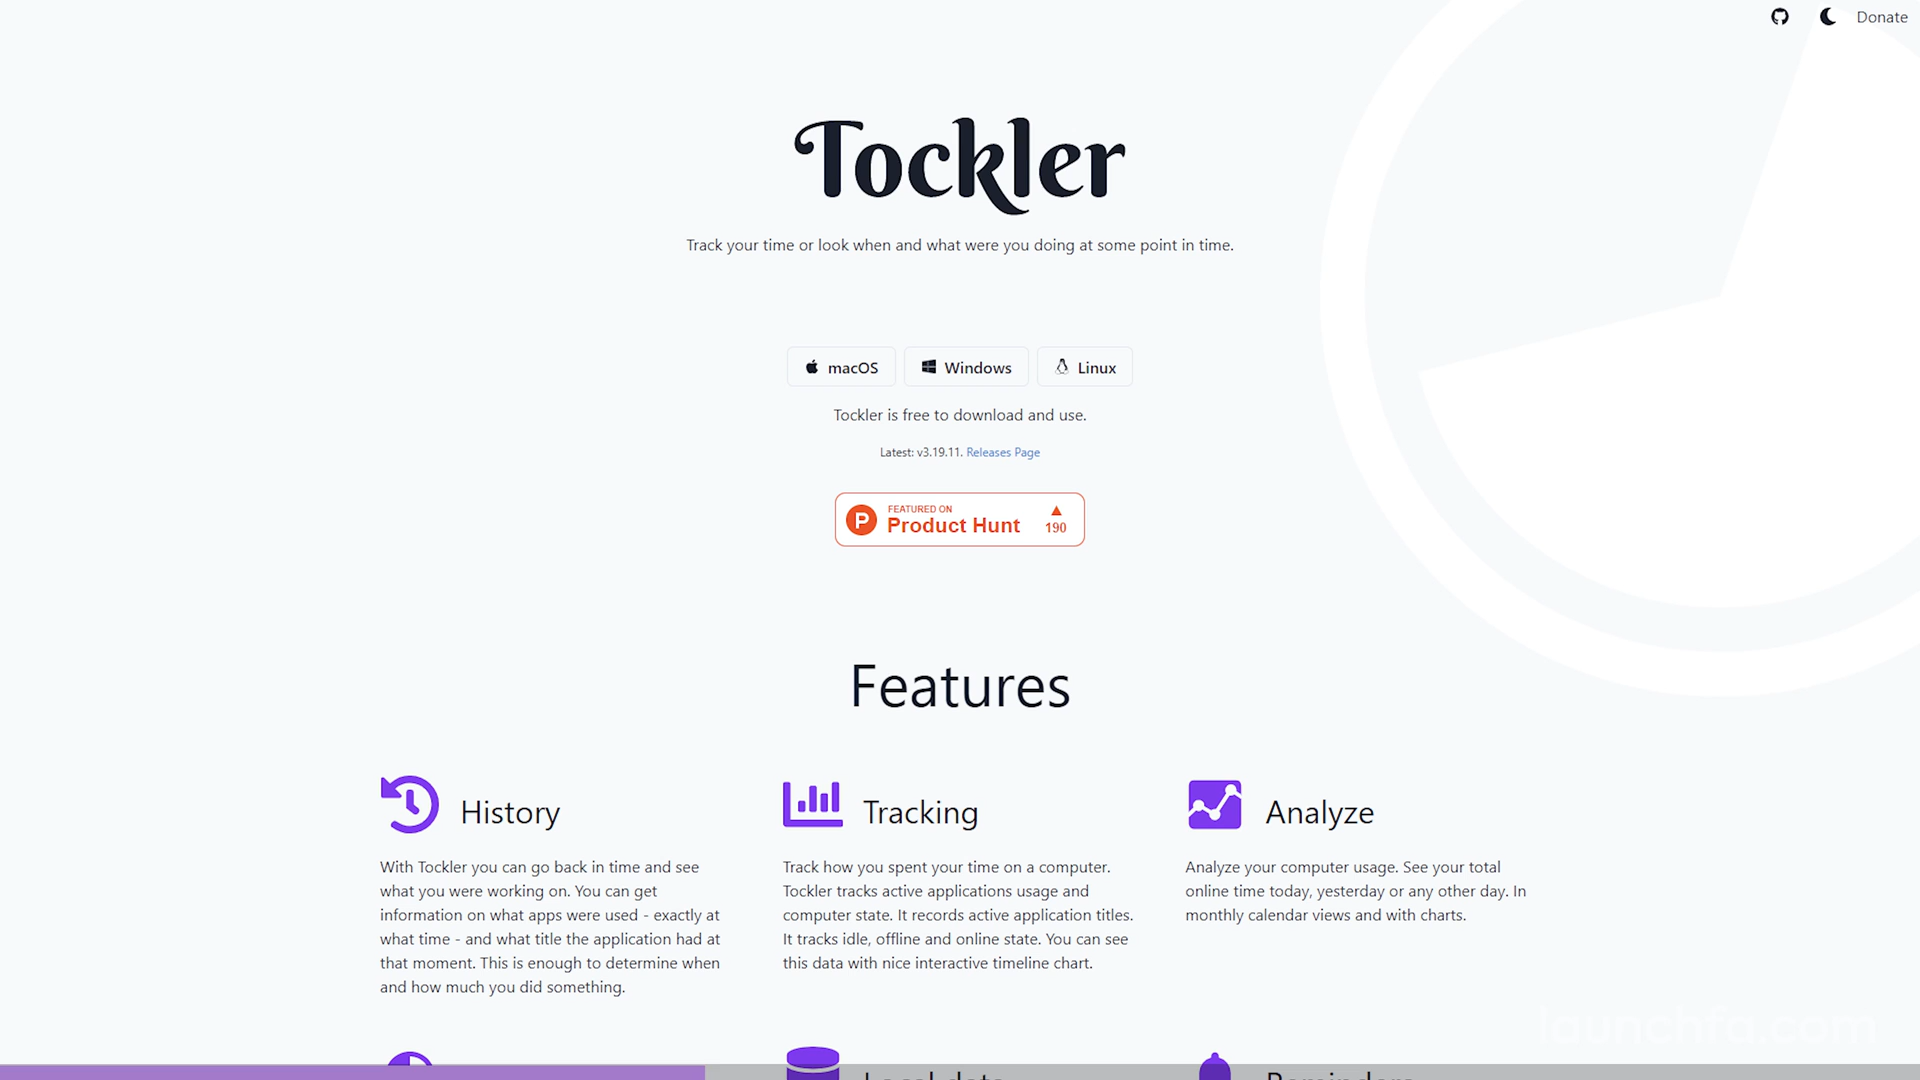 Donate
Tockler
Track your time or look when and what were you doing at some point in time.
macOS
Windows
Linux
Tockler is free to download and use.
Latest: v3.19.11. Releases Page
P
FEATURED ON
Product Hunt
190
Features
History
With Tockler you can go back in time and see
what you were working on. You can get
information on what apps were used - exactly at
what time - and what title the application had at
that moment. This is enough to determine when
and how much you did something.
Tracking
Track how you spent your time on a computer.
Tockler tracks active applications usage and
computer state. It records active application titles.
It tracks idle, offline and online state. You can see
this data with nice interactive timeline chart.
Analyze
Analyze your computer usage. See your total
online time today, yesterday or any other day. In
monthly calendar views and with charts.
launchfa.com
Local data
Reminders